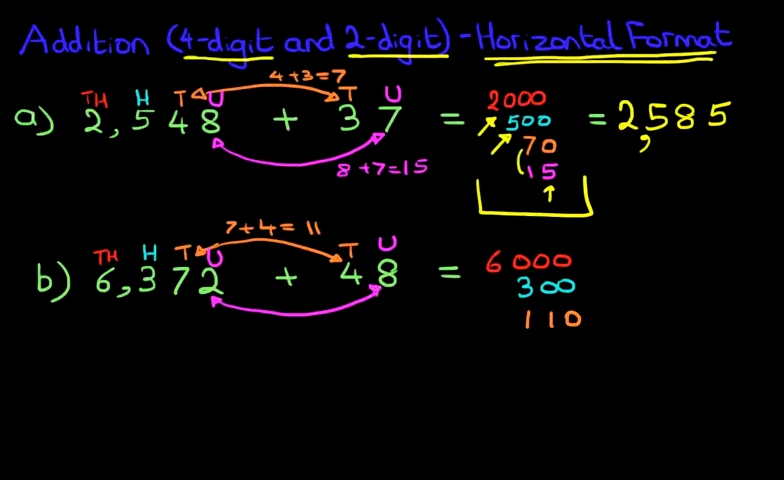 Addition (4-digit and 2-digit) - Horizontal Format
4+3=7
TH H T U T U
a) 2,548 + 37 = 2000 500 70 15 = 2,585
8+7=15
7+4=11
TH H T U T U
b) 6,372 + 48 = 6000
300
110